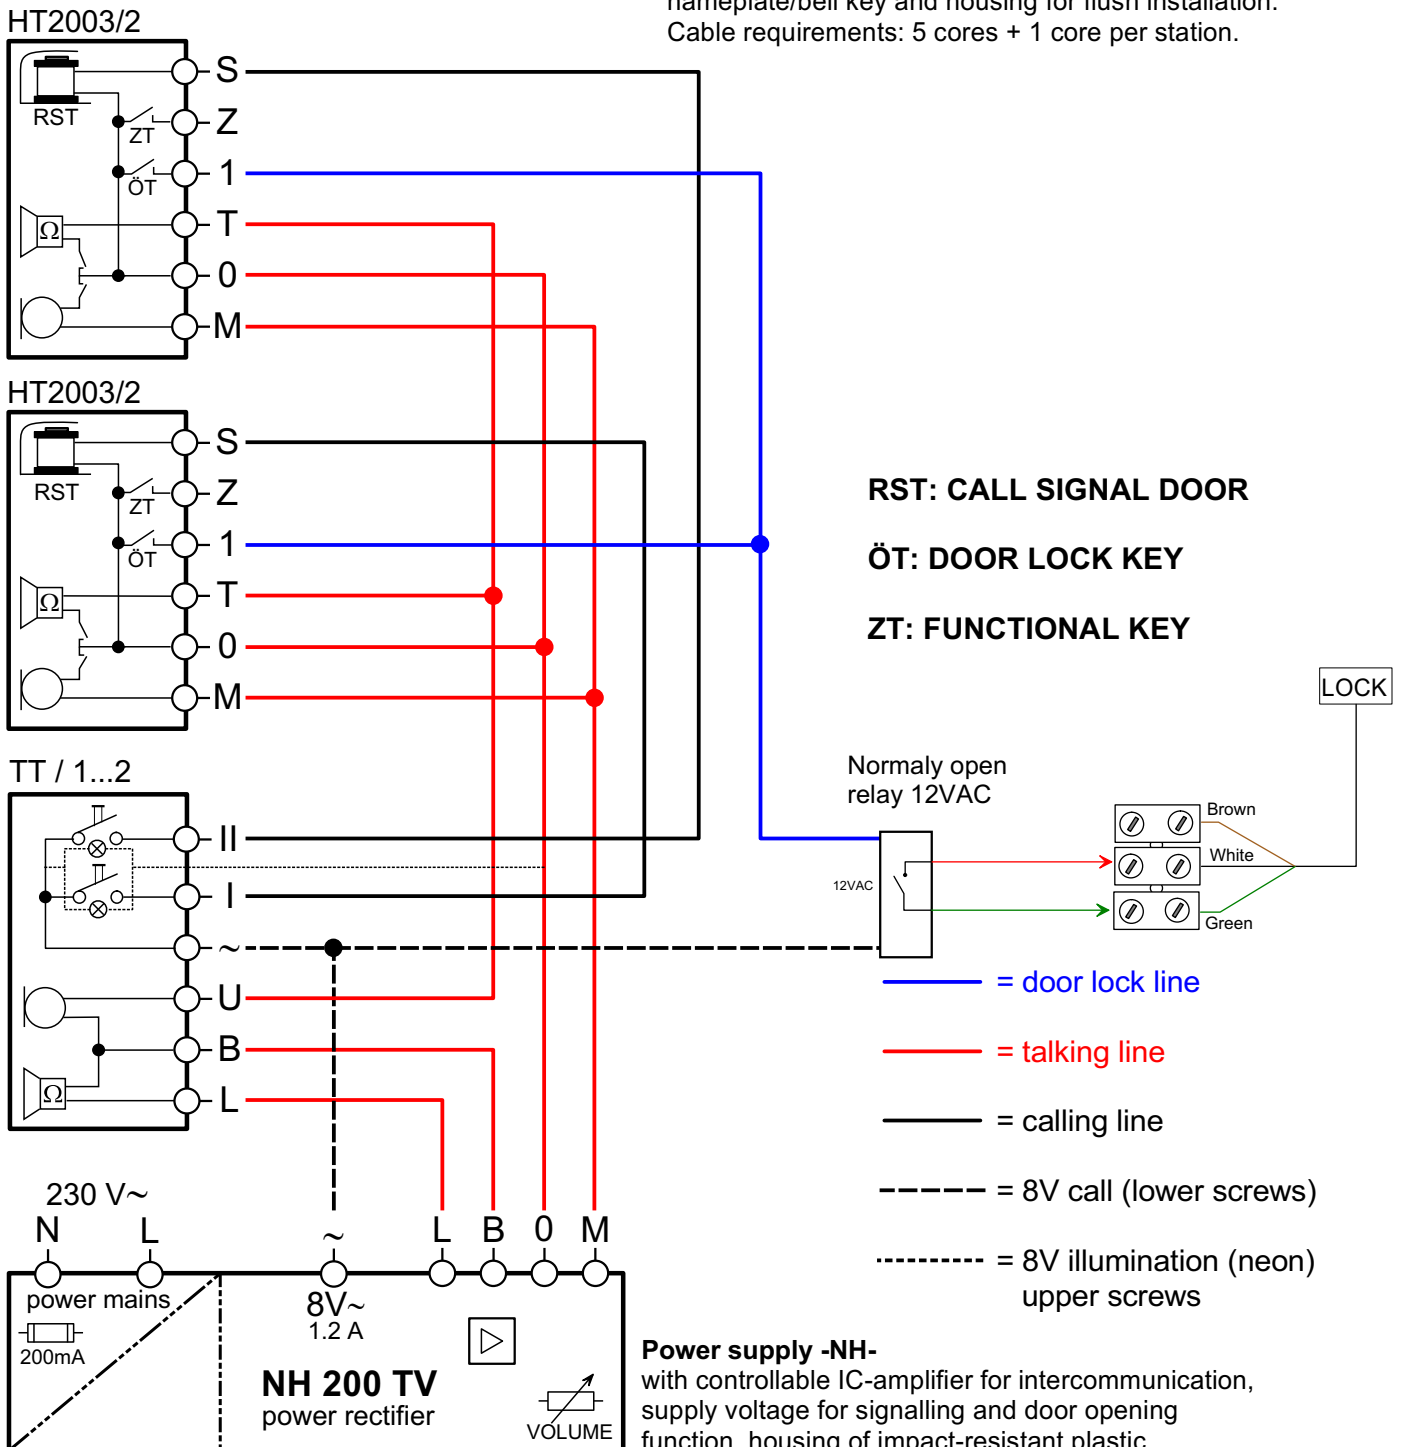 nameplate/bell key and housing for flush installation.
Cable requirements: 5 cores + 1 core per station.
HT2003/2
RST
ZT
ÖT
Ω
S
Z
1
T
0
M
HT2003/2
RST
ZT
ÖT
Ω
S
Z
1
T
0
M
RST: CALL SIGNAL DOOR
ÖT: DOOR LOCK KEY
ZT: FUNCTIONAL KEY
LOCK
Normaly open
relay 12VAC
12VAC
Brown
White
Green
TT / 1...2
II
I
~
U
B
L
Ω
= door lock line
= talking line
= calling line
= 8V call (lower screws)
= 8V illumination (neon)
upper screws
230 V~
N L ~ L B 0 M
power mains
200mA
8V~
1.2 A
NH 200 TV
power rectifier
VOLUME
Power supply -NH-
with controllable IC-amplifier for intercommunication,
supply voltage for signalling and door opening
function, housing of impact-resistant plastic